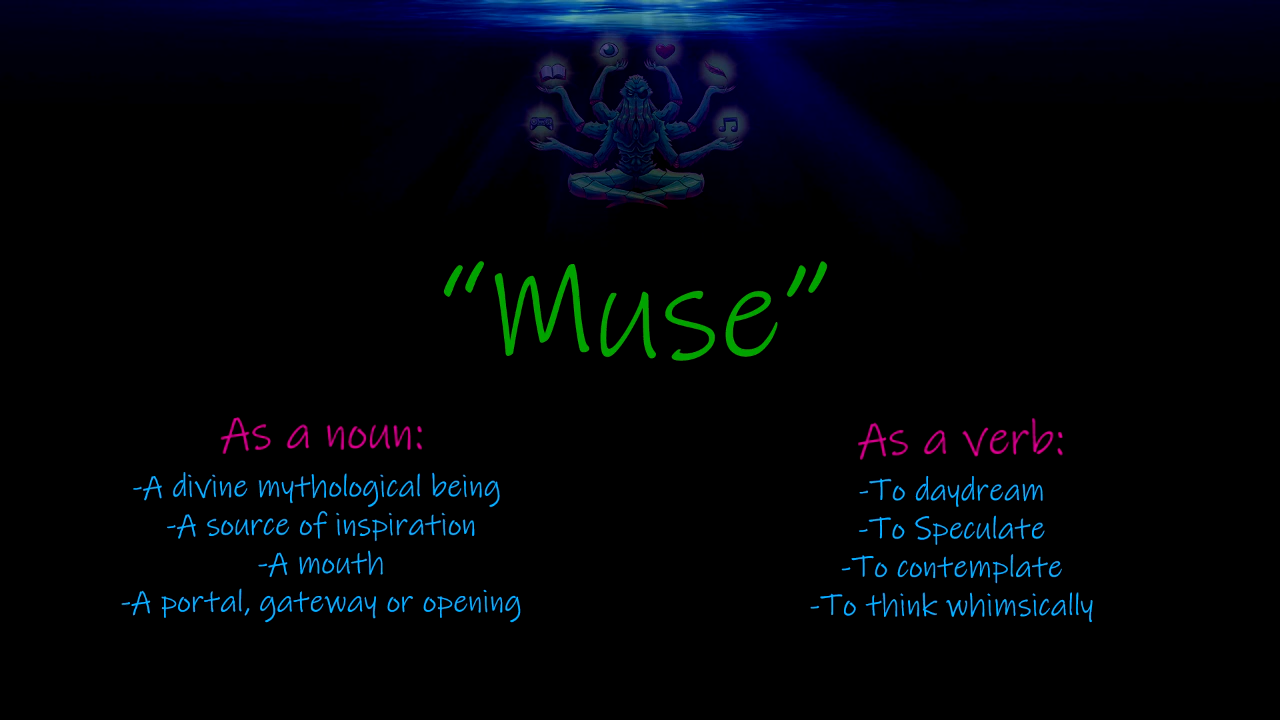 “Muse”
As a noun:
-A divine mythological being
-A source of inspiration
-A mouth
-A portal, gateway or opening
As a verb:
-To daydream
-To Speculate
-To contemplate
-To think whimsically